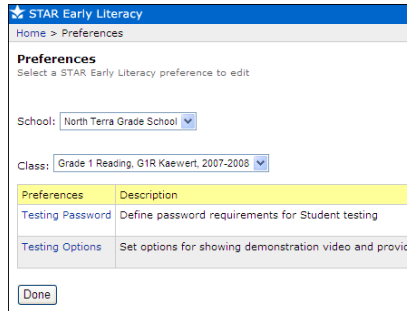 STAR Early Literacy
Home > Preferences
Preferences
Select a STAR Early Literacy preference to edit
School: North Terra Grade School
Class: Grade 1 Reading, G1R Kaewert, 2007-2008
Preferences Description
Testing Password Define password requirements for Student testing
Testing Options Set options for showing demonstration video and
Done